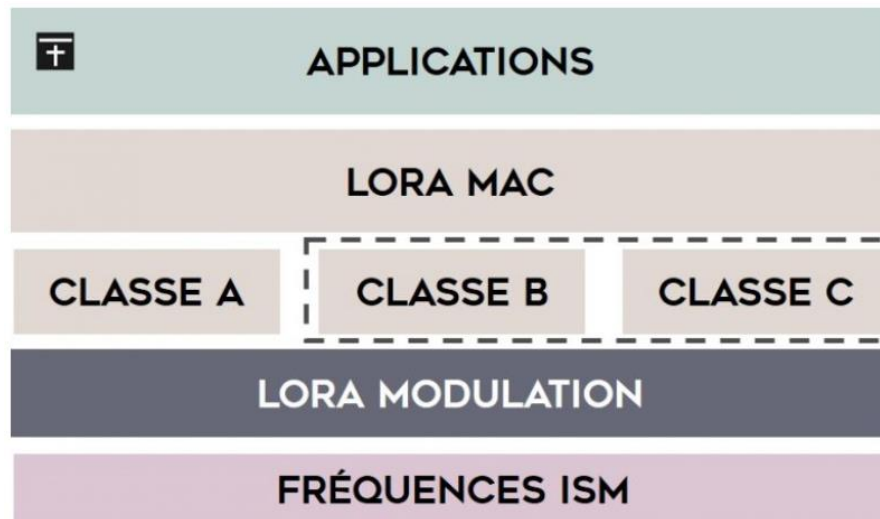 APPLICATIONS
LORA MAC
CLASSE A CLASSE B CLASSE C
LORA MODULATION
FRÉQUENCES ISM